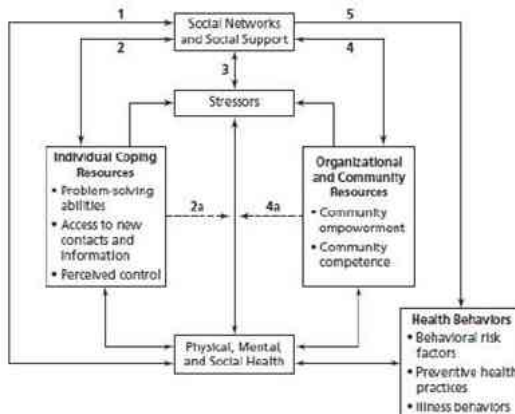 1
5
Social Networks
and Social Support
2
4
3
Stressors
Individual Coping
Resources
• Problem-solving
abilities
• Access to new
contacts and
information
• Perceived control
2a
4a
Organizational
and Community
Resources
• Community
empowerment
• Community
competence
Physical, Mental,
and Social Health
Health Behaviors
• Behavioral risk
factors
• Preventive health
practices
• Illness behaviors